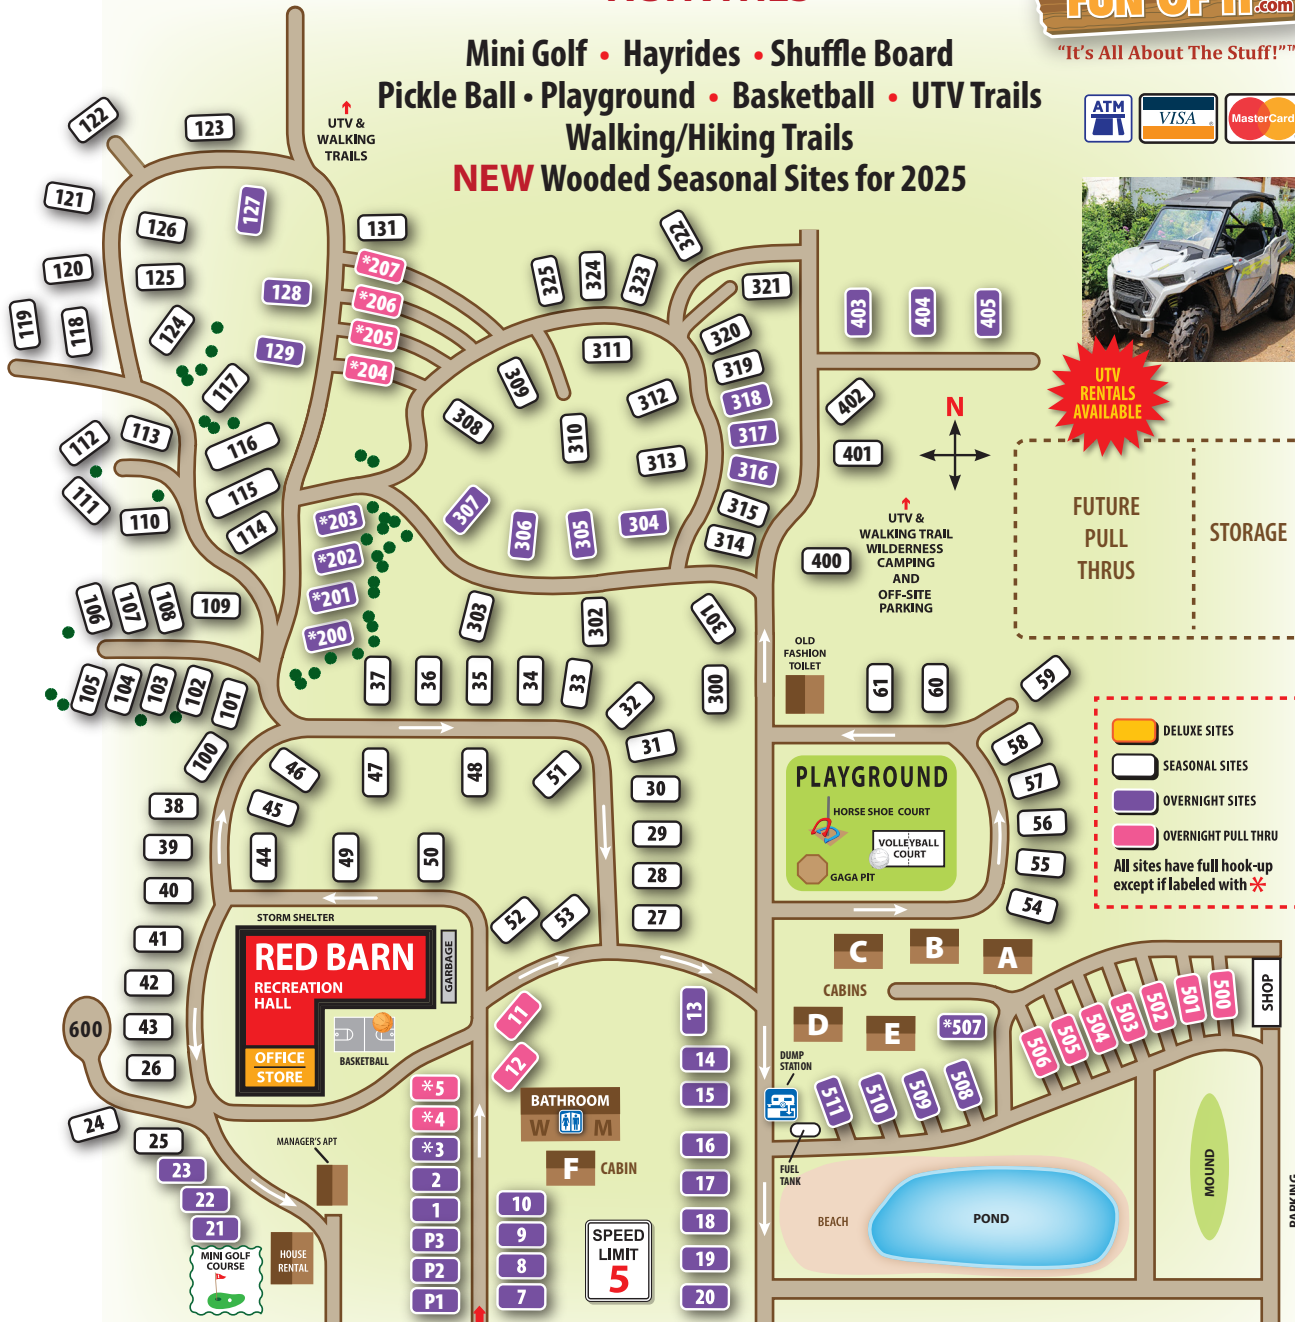 FUN OF IT.com
"It's All About The Stuff!"™
Mini Golf • Hayrides • Shuffle Board
Pickle Ball • Playground • Basketball • UTV Trails
Walking/Hiking Trails
NEW Wooded Seasonal Sites for 2025
ATM
VISA
MasterCard
UTV &
WALKING
TRAILS
122
123
121
126
127
131
120
125
128
*207
*206
*205
*204
119
118
124
129
117
325
324
323
322
321
320
319
318
317
316
315
314
311
309
312
308
310
313
403
404
405
402
401
400
N
UTV
RENTALS
AVAILABLE
UTV &
WALKING TRAIL
WILDERNESS
CAMPING
AND
OFF-SITE
PARKING
FUTURE
PULL
THRUS
STORAGE
112
113
116
111
110
115
114
*203
*202
*201
*200
307
306
305
304
106
107
108
109
105
104
103
102
101
100
303
302
301
300
37
36
35
34
33
32
31
30
29
28
27
OLD
FASHION
TOILET
61
60
59
58
57
56
55
54
PLAYGROUND
HORSE SHOE COURT
VOLLEYBALL
COURT
GAGA PIT
DELUXE SITES
SEASONAL SITES
OVERNIGHT SITES
OVERNIGHT PULL THRU
All sites have full hook-up
except if labeled with *
46
47
48
51
45
44
49
50
38
39
40
41
42
43
26
600
24
25
23
22
21
52
53
STORM SHELTER
RED BARN
RECREATION
HALL
OFFICE
STORE
GARBAGE
BASKETBALL
11
12
13
14
15
16
17
18
19
20
*5
*4
*3
2
1
P3
P2
P1
10
9
8
7
BATHROOM
W M
F CABIN
SPEED
LIMIT
5
MANAGER'S APT
HOUSE
RENTAL
MINI GOLF
COURSE
C
B
A
CABINS
D
E
*507
506
505
504
503
502
501
500
SHOP
DUMP
STATION
511
510
509
508
FUEL
TANK
BEACH
POND
MOUND
PARKING